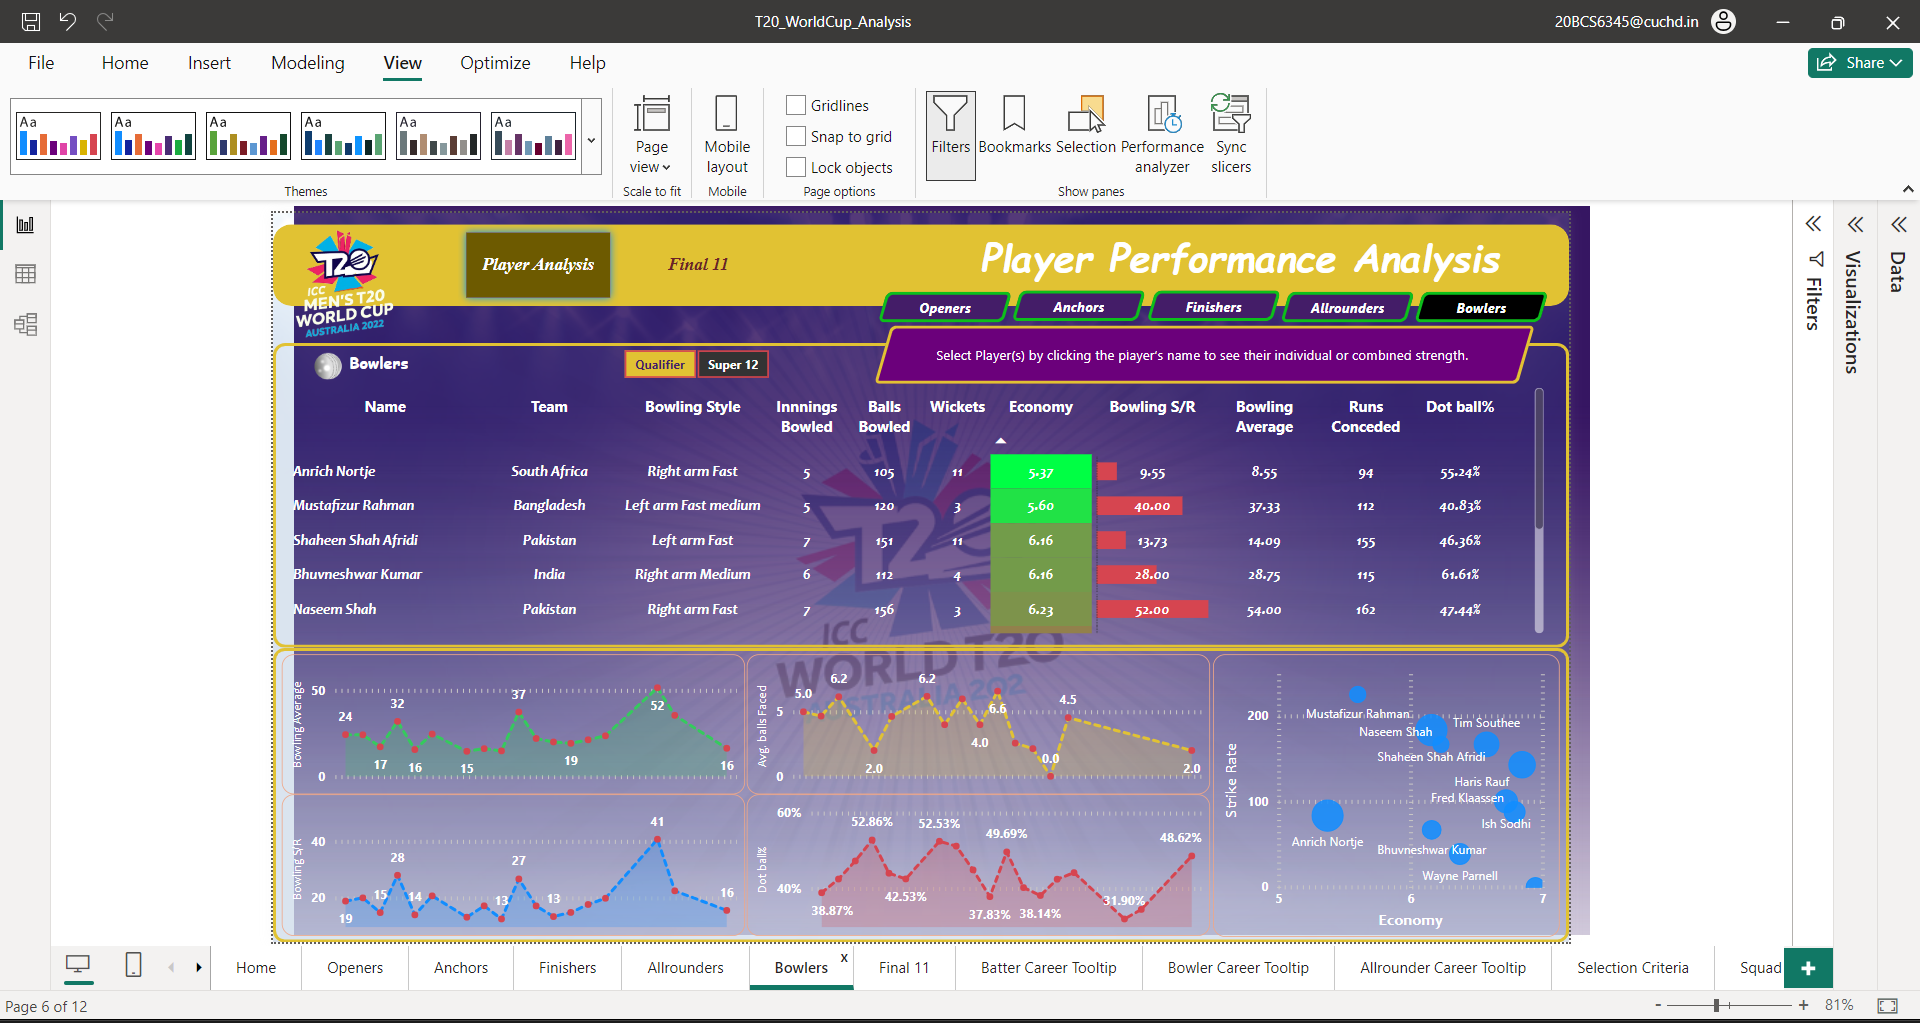 T20_WorldCup_Analysis
20BCS6345@cuchd.in
File Home Insert Modeling View Optimize Help
Share
Aa Aa Aa Aa Aa Aa
Themes
Page view
Scale to fit
Mobile layout
Mobile
Gridlines
Snap to grid
Lock objects
Page options
Filters
Bookmarks
Selection
Performance analyzer
Sync slicers
Show panes
T20
ICC
MEN'S T20
WORLD CUP
AUSTRALIA 2022
Player Analysis
Final 11
Player Performance Analysis
Openers Anchors Finishers Allrounders Bowlers
Select Player(s) by clicking the player's name to see their individual or combined strength.
Bowlers
Qualifier Super 12
Name Team Bowling Style Innnings Bowled Balls Bowled Wickets Economy Bowling S/R Bowling Average Runs Conceded Dot ball%
Anrich Nortje South Africa Right arm Fast 5 105 11 5.37 9.55 8.55 94 55.24%
Mustafizur Rahman Bangladesh Left arm Fast medium 5 120 3 5.60 40.00 37.33 112 40.83%
Shaheen Shah Afridi Pakistan Left arm Fast 7 151 11 6.16 13.73 14.09 155 46.36%
Bhuvneshwar Kumar India Right arm Medium 6 112 4 6.16 28.00 28.75 115 61.61%
Naseem Shah Pakistan Right arm Fast 7 156 3 6.23 52.00 54.00 162 47.44%
T20
ICC
WORLD T20
AUSTRALIA 202
Bowling Average
50
0
24 17 32 16 15 37 19 52 16
Avg. balls Faced
5
0
5.0 6.2 2.0 6.2 4.0 6.6 0.0 4.5 2.0
Bowling S/R
40
20
19 15 28 14 13 27 13 41 16
Dot ball%
60%
40%
38.87% 52.86% 42.53% 52.53% 37.83% 49.69% 38.14% 31.90% 48.62%
Strike Rate
200
100
0
Mustafizur Rahman
Tim Southee
Naseem Shah
Shaheen Shah Afridi
Haris Rauf
Fred Klaassen
Ish Sodhi
Anrich Nortje
Bhuvneshwar Kumar
Wayne Parnell
5 6 7
Economy
Filters
Visualizations
Data
Home Openers Anchors Finishers Allrounders Bowlers x Final 11 Batter Career Tooltip Bowler Career Tooltip Allrounder Career Tooltip Selection Criteria Squad +
Page 6 of 12
- + 81%